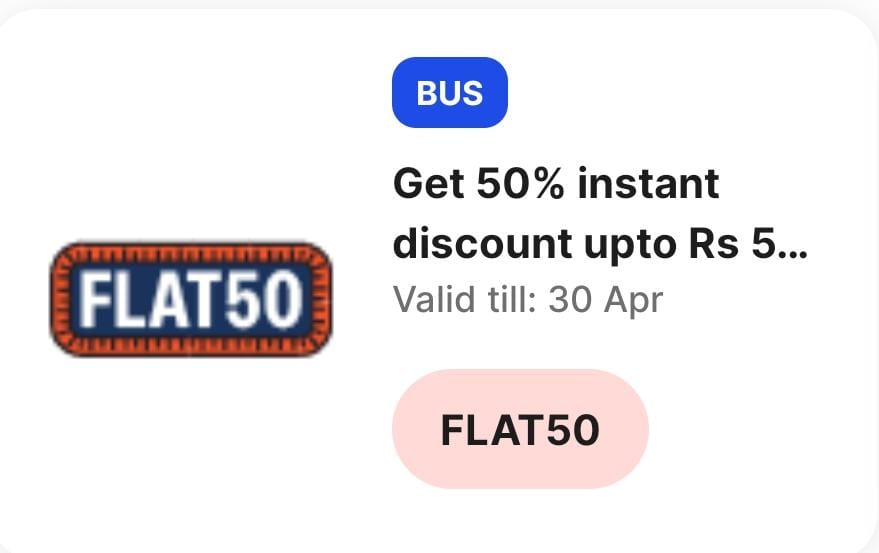 BUS
Get 50% instant
discount upto Rs 5...
Valid till: 30 Apr
FLAT50
FLAT50